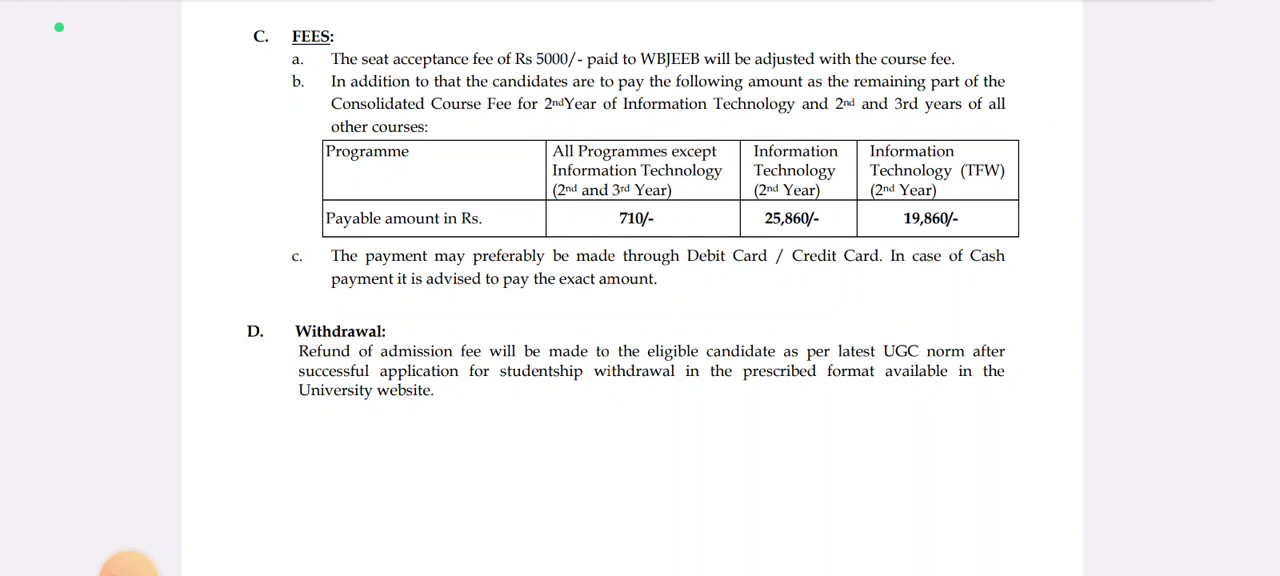 C. FEES:
a. The seat acceptance fee of Rs 5000/- paid to WBJEEB will be adjusted with the course fee.
b. In addition to that the candidates are to pay the following amount as the remaining part of the
Consolidated Course Fee for 2ndYear of Information Technology and 2nd and 3rd years of all
other courses:
Programme
All Programmes except
Information Technology
(2nd and 3rd Year)
Information
Technology
(2nd Year)
Information
Technology (TFW)
(2nd Year)
Payable amount in Rs. 710/- 25,860/- 19,860/-
c. The payment may preferably be made through Debit Card / Credit Card. In case of Cash
payment it is advised to pay the exact amount.
D. Withdrawal:
Refund of admission fee will be made to the eligible candidate as per latest UGC norm after
successful application for studentship withdrawal in the prescribed format available in the
University website.